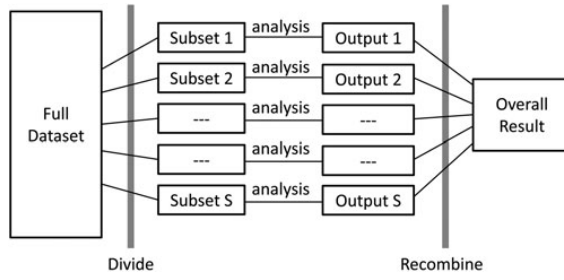 Full
Dataset
Subset 1
analysis
Output 1
Subset 2
analysis
Output 2
---
analysis
---
---
analysis
---
Subset S
analysis
Output S
Overall
Result
Divide
Recombine